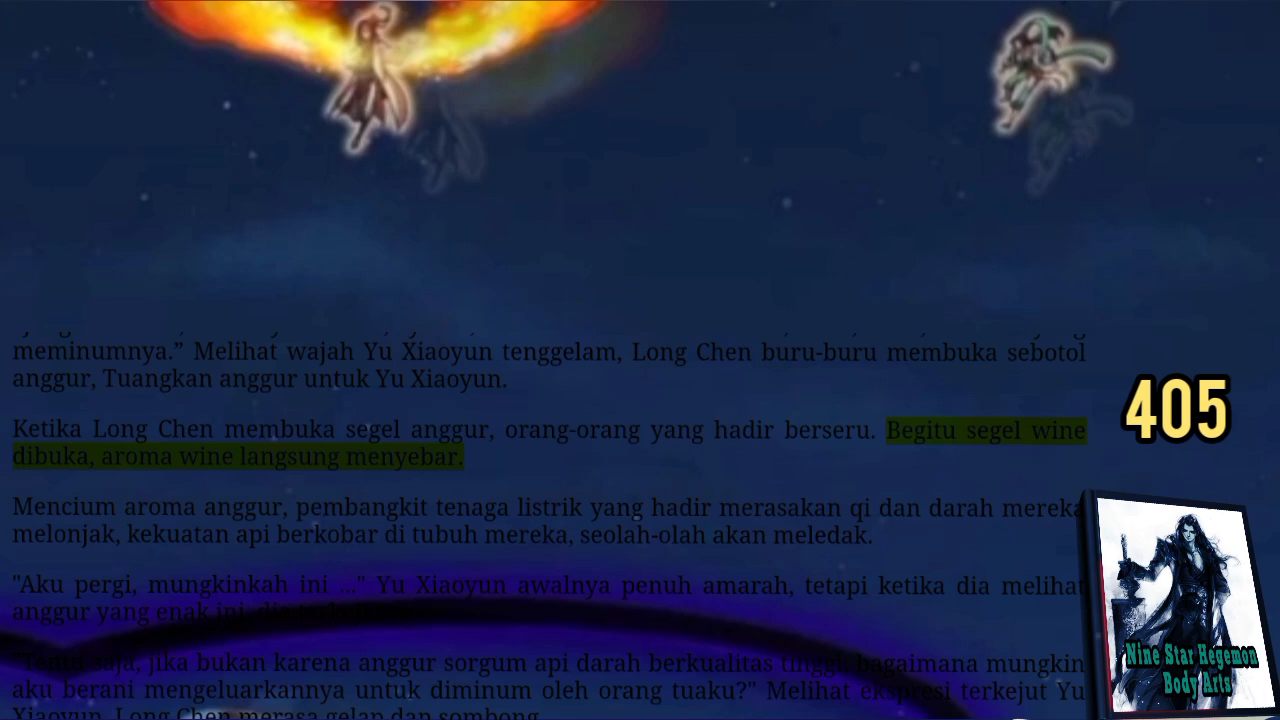 meminumnya.” Melihat wajah Yu Xiaoyun tenggelam, Long Chen buru-buru membuka sebotol
anggur, Tuangkan anggur untuk Yu Xiaoyun.
Ketika Long Chen membuka segel anggur, orang-orang yang hadir berseru. Begitu segel wine
dibuka, aroma wine langsung menyebar.
405
Mencium aroma anggur, pembangkit tenaga listrik yang hadir merasakan qi dan darah mereka
melonjak, kekuatan api berkobar di tubuh mereka, seolah-olah akan meledak.
"Aku pergi, mungkinkah ini ..." Yu Xiaoyun awalnya penuh amarah, tetapi ketika dia melihat
anggur yang enak ini, dia
"Tentu saja, jika bukan karena anggur sorgum api darah berkualitas tinggi, bagaimana mungkin
aku berani mengeluarkannya untuk diminum oleh orang tuaku?" Melihat ekspresi terkejut Yu
Xiaoyun, Long Chen merasa gelap dan sombong.
Nine Star Hegemon
Body Arts